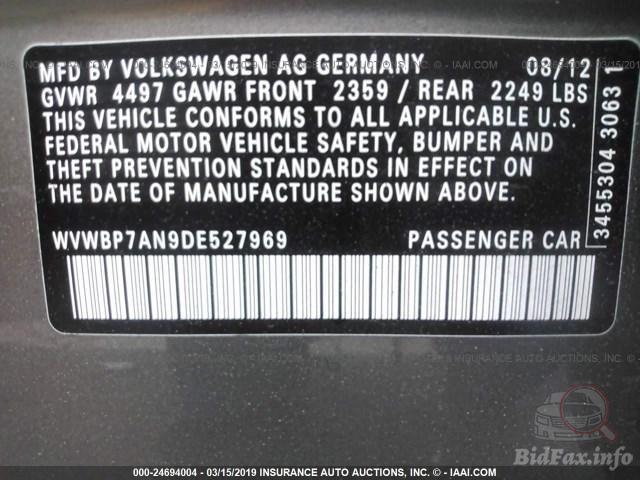 MFD BY VOLKSWAGEN AG GERMANY 08/12
GVWR 4497 GAWR FRONT 2359 / REAR 2249 LBS
THIS VEHICLE CONFORMS TO ALL APPLICABLE U.S.
FEDERAL MOTOR VEHICLE SAFETY, BUMPER AND
THEFT PREVENTION STANDARDS IN EFFECT ON
THE DATE OF MANUFACTURE SHOWN ABOVE.
WVWBP7AN9DE527969 PASSENGER CAR
3455304 3063 1
BidFax.info
000-24694004 - 03/15/2019 INSURANCE AUTO AUCTIONS, INC. - © - IAAI.COM